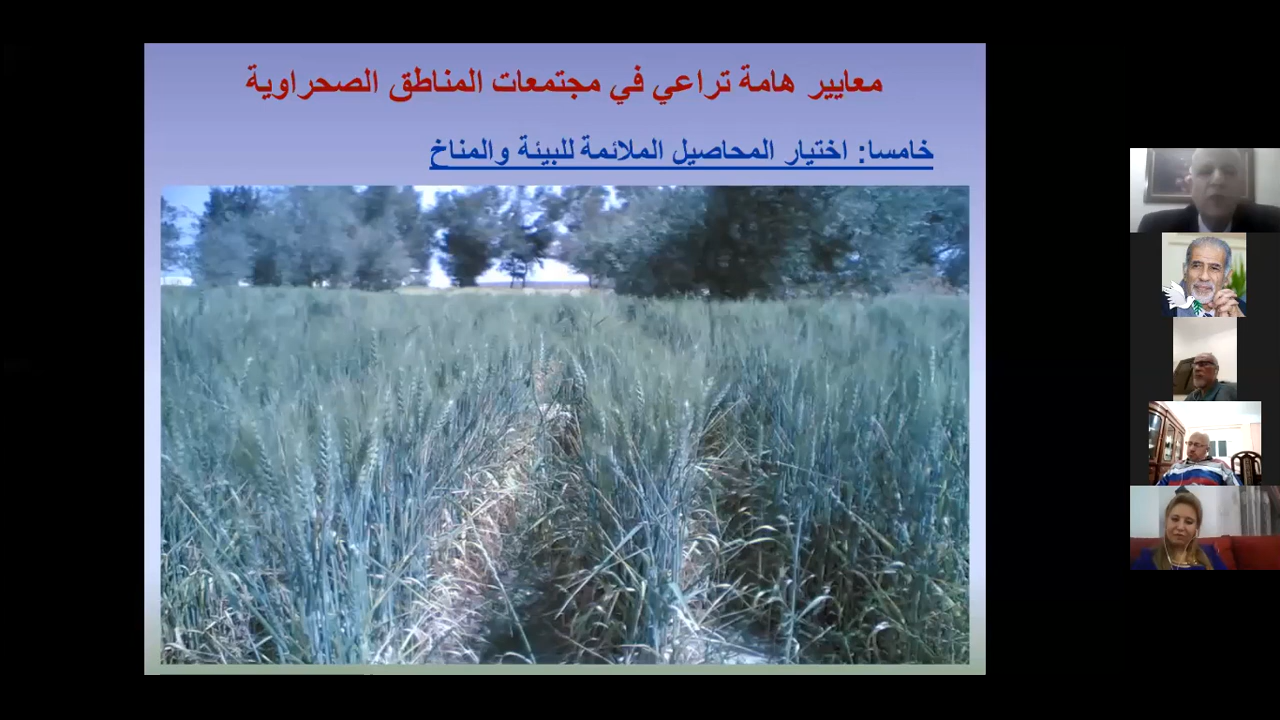 معايير هامة تراعي في مجتمعات المناطق الصحراوية
خامسا: اختيار المحاصيل الملائمة للبيئة والمناخ